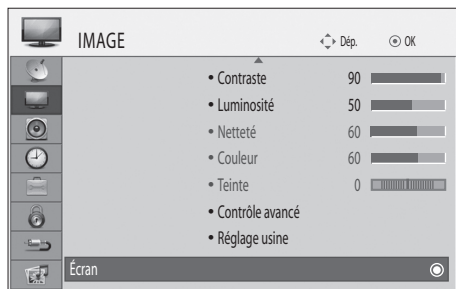 IMAGE Dép. OK
• Contraste 90
• Luminosité 50
• Netteté 60
• Couleur 60
• Teinte 0
• Contrôle avancé
• Réglage usine
Écran